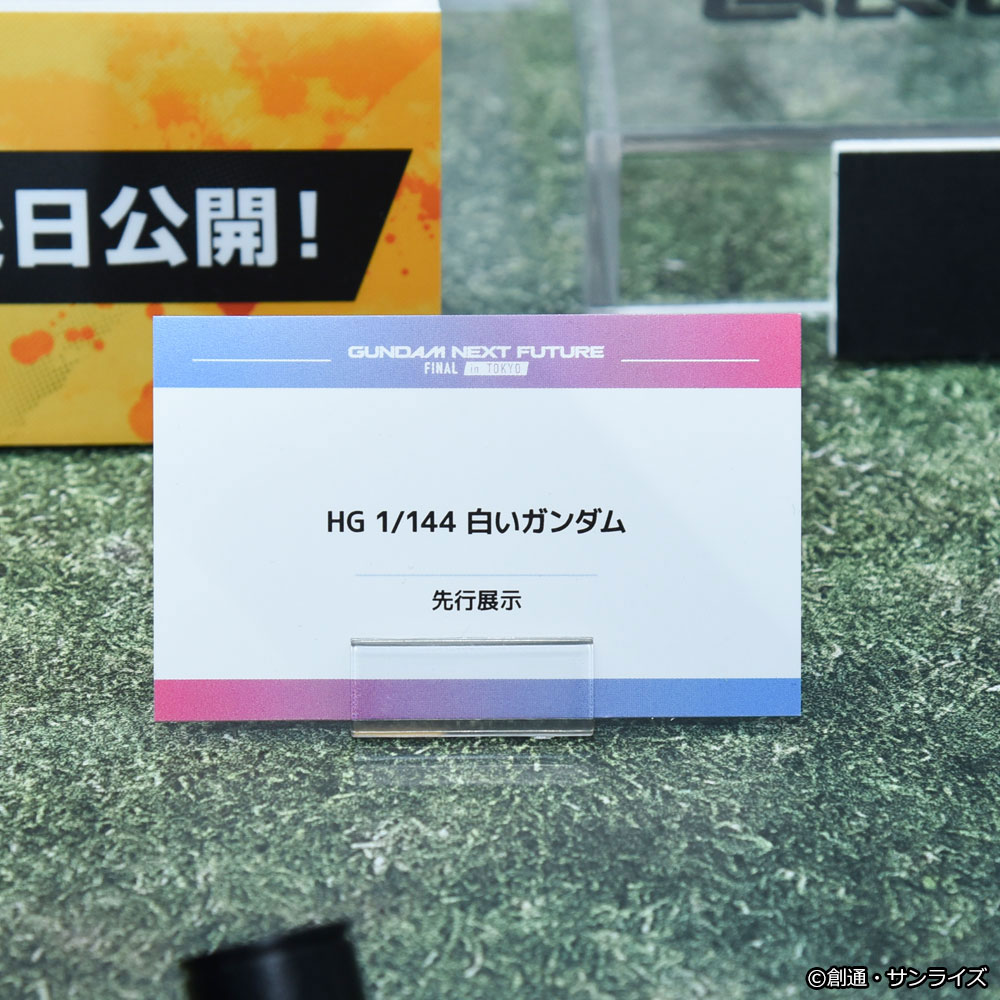 日公開!
GUNDAM NEXT FUTURE
FINAL in TOKYO
HG 1/144 白いガンダム
先行展示
©創通・サンライズ